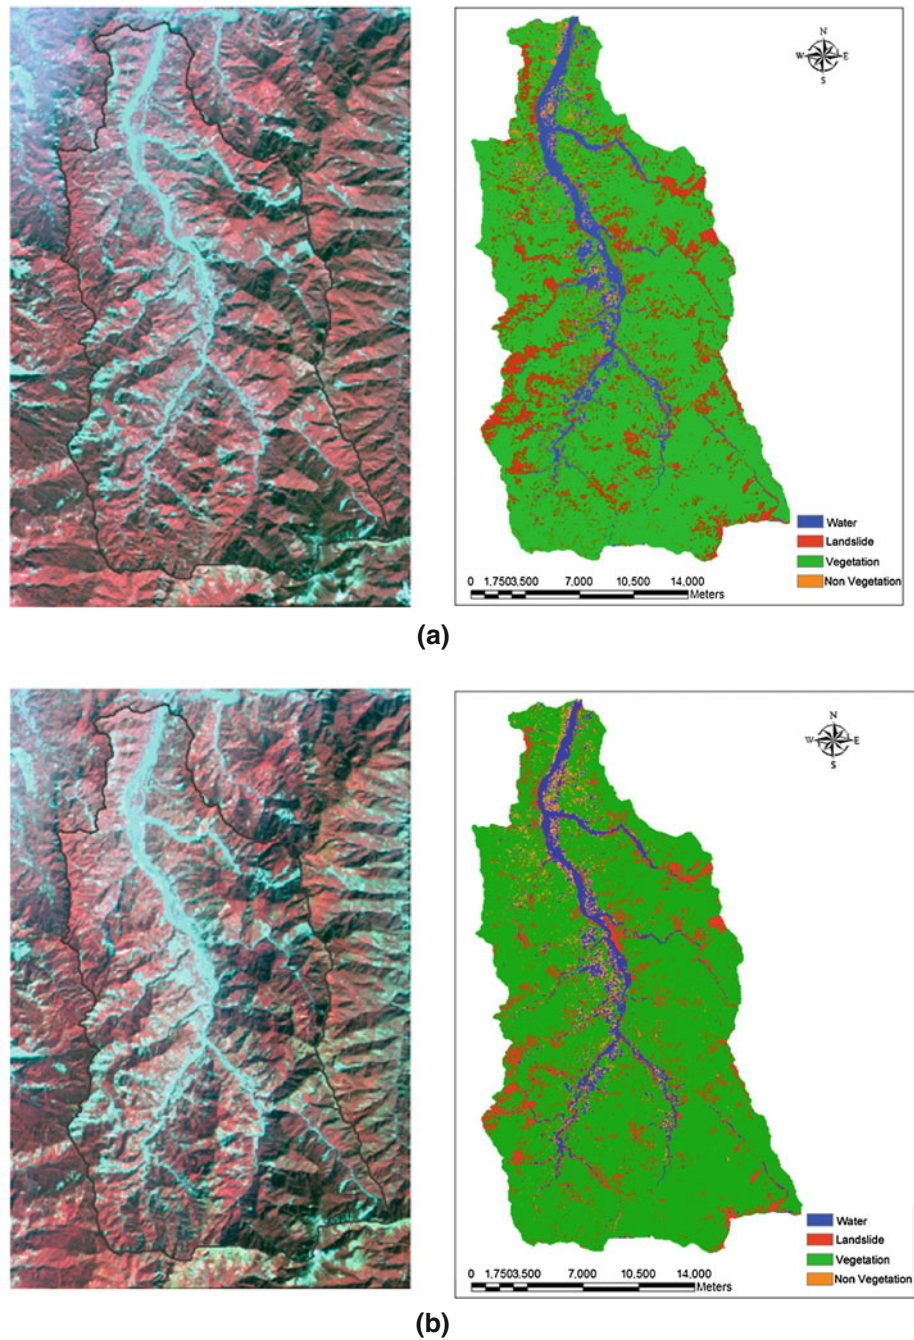 N
W E
S
Water
Landslide
Vegetation
Non Vegetation
0 1,7503,500 7,000 10,500 14,000
Meters
(a)
N
W E
S
Water
Landslide
Vegetation
Non Vegetation
0 1,7503,500 7,000 10,500 14,000
Meters
(b)